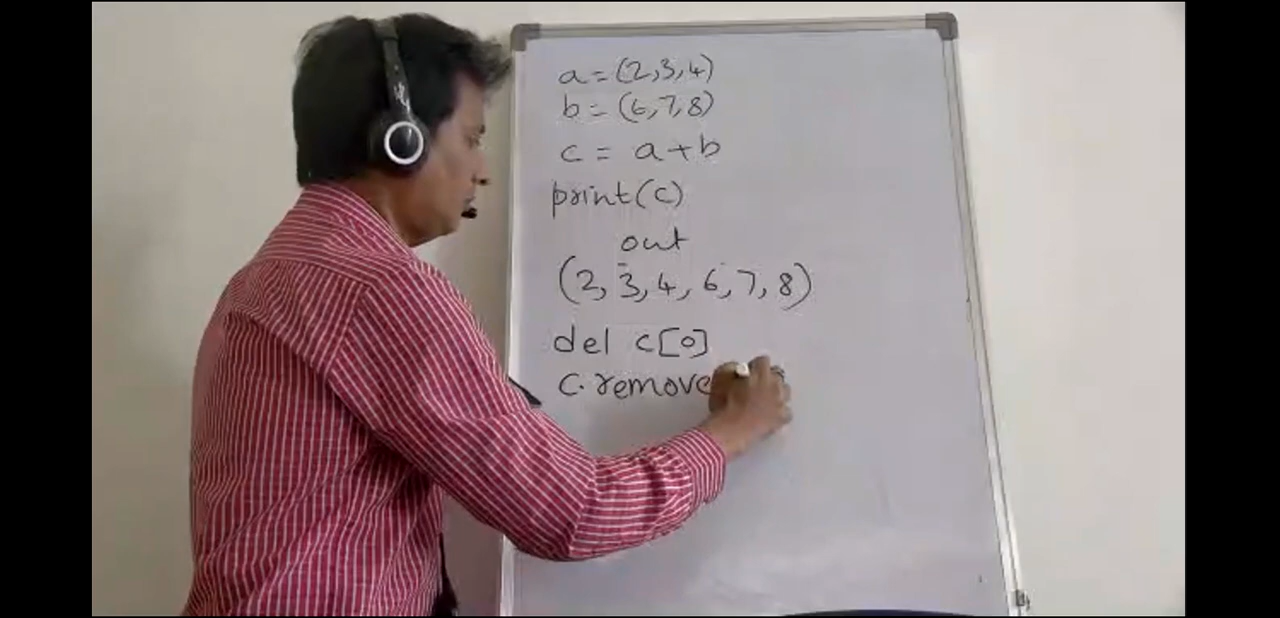 a=(2,3,4)
b=(6,7,8)
c = a+b
print(c)
out
(2, 3, 4, 6, 7, 8)
del c[0]
c.remove